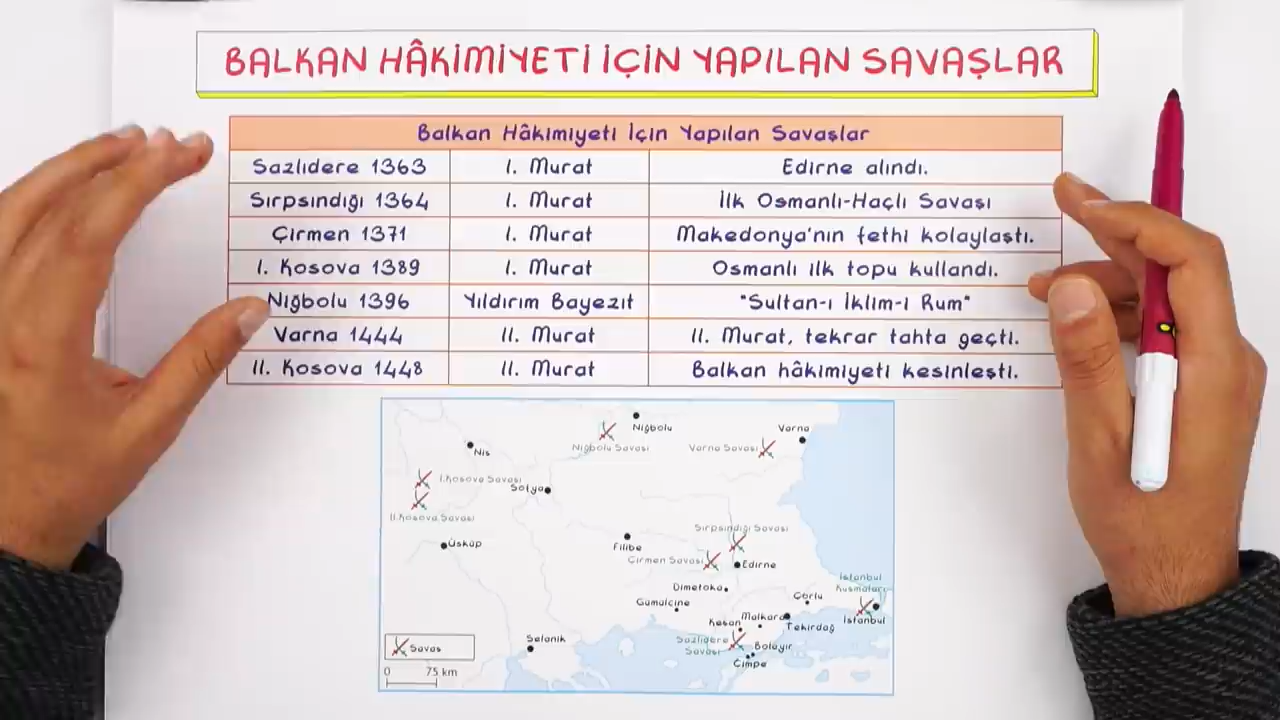 BALKAN HÂKİMİYETİ İÇİN YAPILAN SAVAŞLAR
Balkan Hâkimiyeti İçin Yapılan Savaşlar
Sazlıdere 1363 I. Murat Edirne alındı.
Sırpsındığı 1364 I. Murat İlk Osmanlı-Haçlı Savaşı
Çirmen 1371 I. Murat Makedonya'nın fethi kolaylaştı.
I. Kosova 1389 I. Murat Osmanlı ilk topu kullandı.
Niğbolu 1396 Yıldırım Bayezit "Sultan-ı İklim-i Rum"
Varna 1444 II. Murat II. Murat, tekrar tahta geçti.
II. Kosova 1448 II. Murat Balkan hâkimiyeti kesinleşti.
Niğbolu
Varna
Niğbolu Savaşı
Varna Savaşı
Niş
I.Kosova Savaşı
Sofya
II.Kosova Savaşı
Sırpsındığı Savaşı
Üsküp
Filibe
Çirmen Savaşı
Edirne
İstanbul
Kuşmaları
Dimetoka
Gümülcine
Çorlu
Keşan
Malkara
Tekirdağ
İstanbul
Selanik
Sazlıdere
Savaşı
Bolayır
Çimpe
Savaş
0 75 km